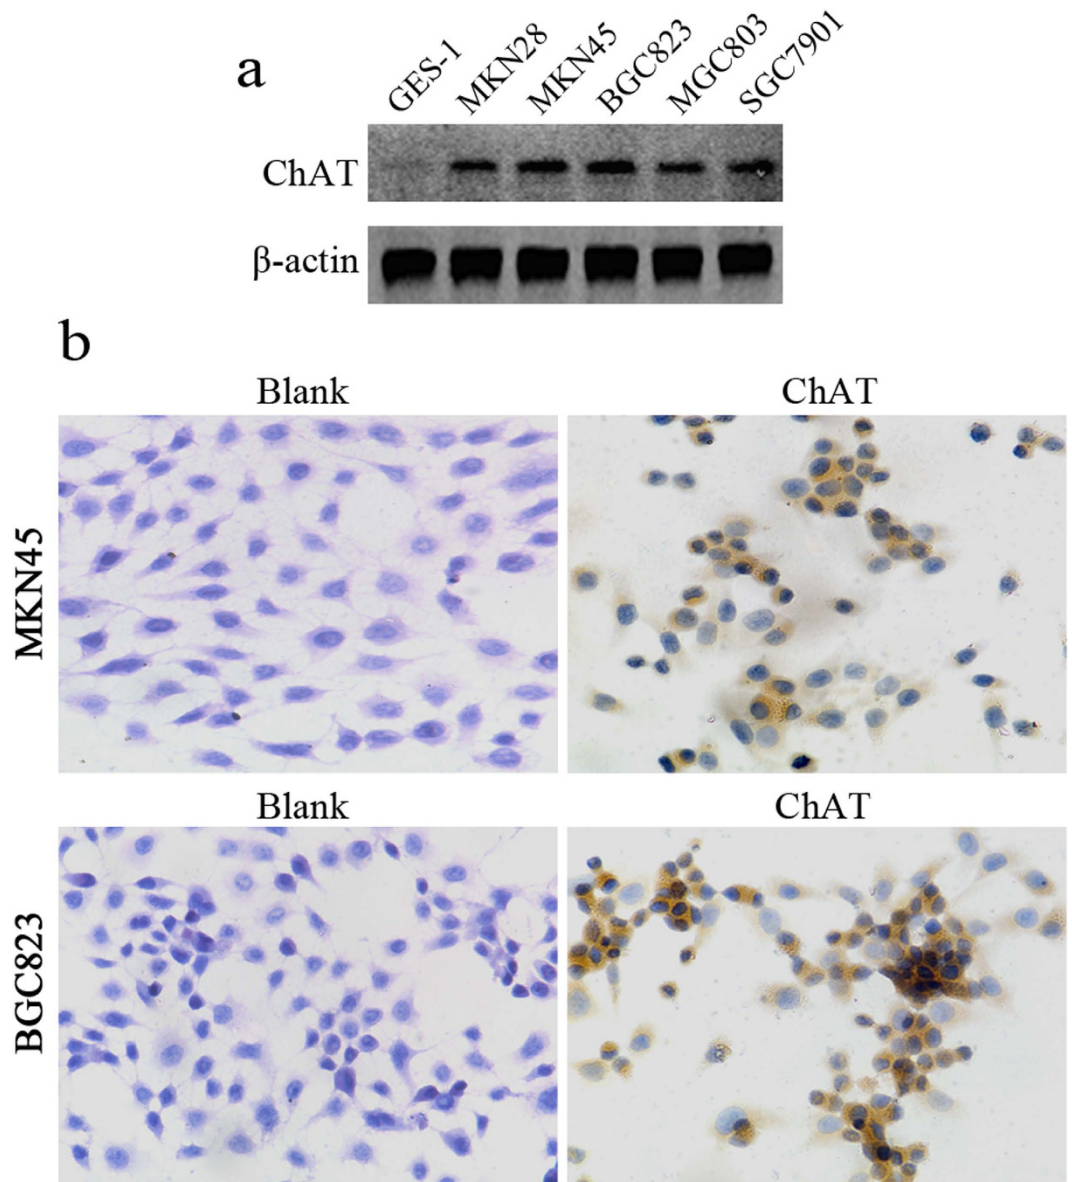 a
GES-1 MKN28 MKN45 BGC823 MGC803 SGC7901
ChAT
β-actin
b
Blank ChAT
MKN45
Blank ChAT
BGC823